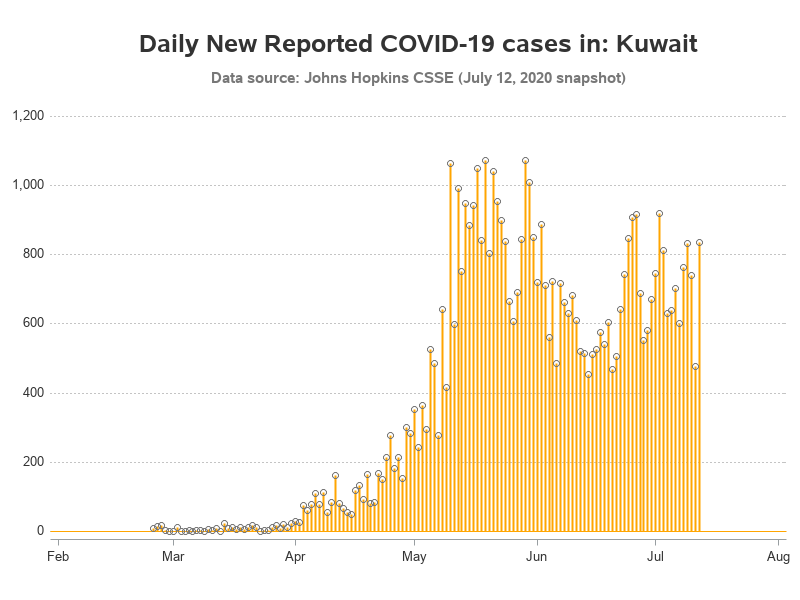 Daily New Reported COVID-19 cases in: Kuwait
Data source: Johns Hopkins CSSE (July 12, 2020 snapshot)
1,200
1,000
800
600
400
200
0
Feb Mar Apr May Jun Jul Aug